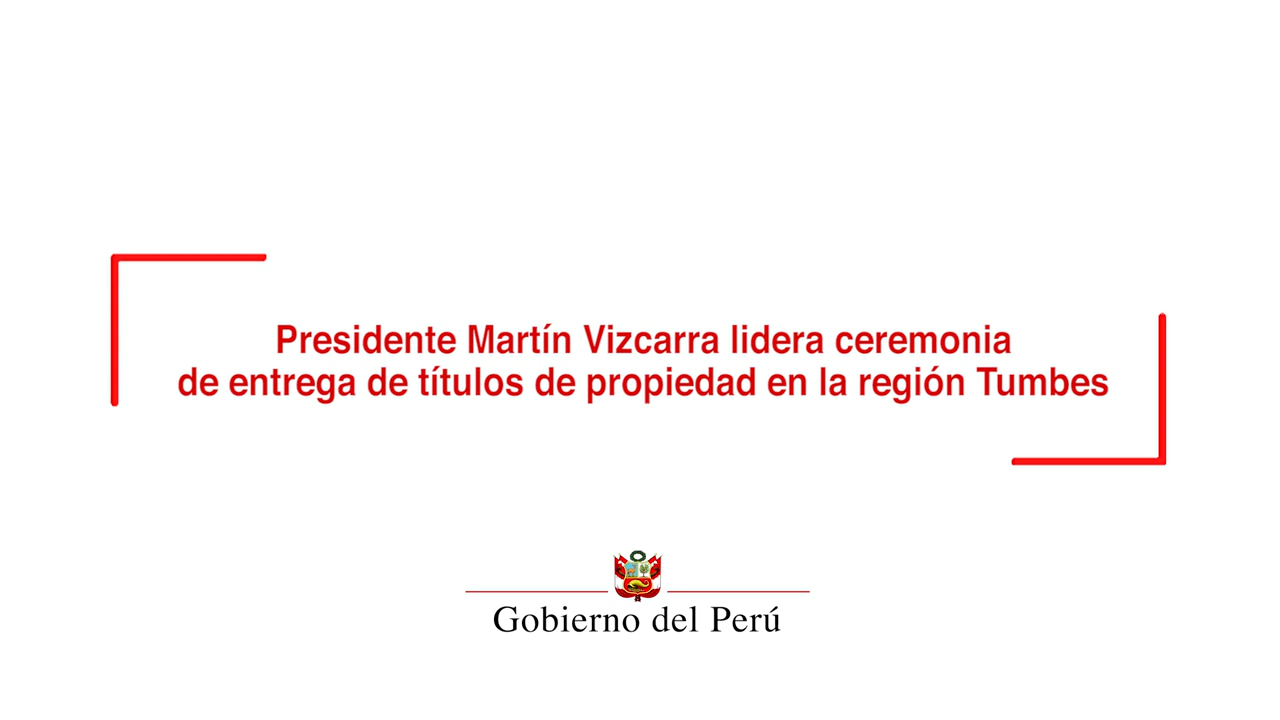 Presidente Martín Vizcarra lidera ceremonia
de entrega de títulos de propiedad en la región Tumbes
Gobierno del Perú